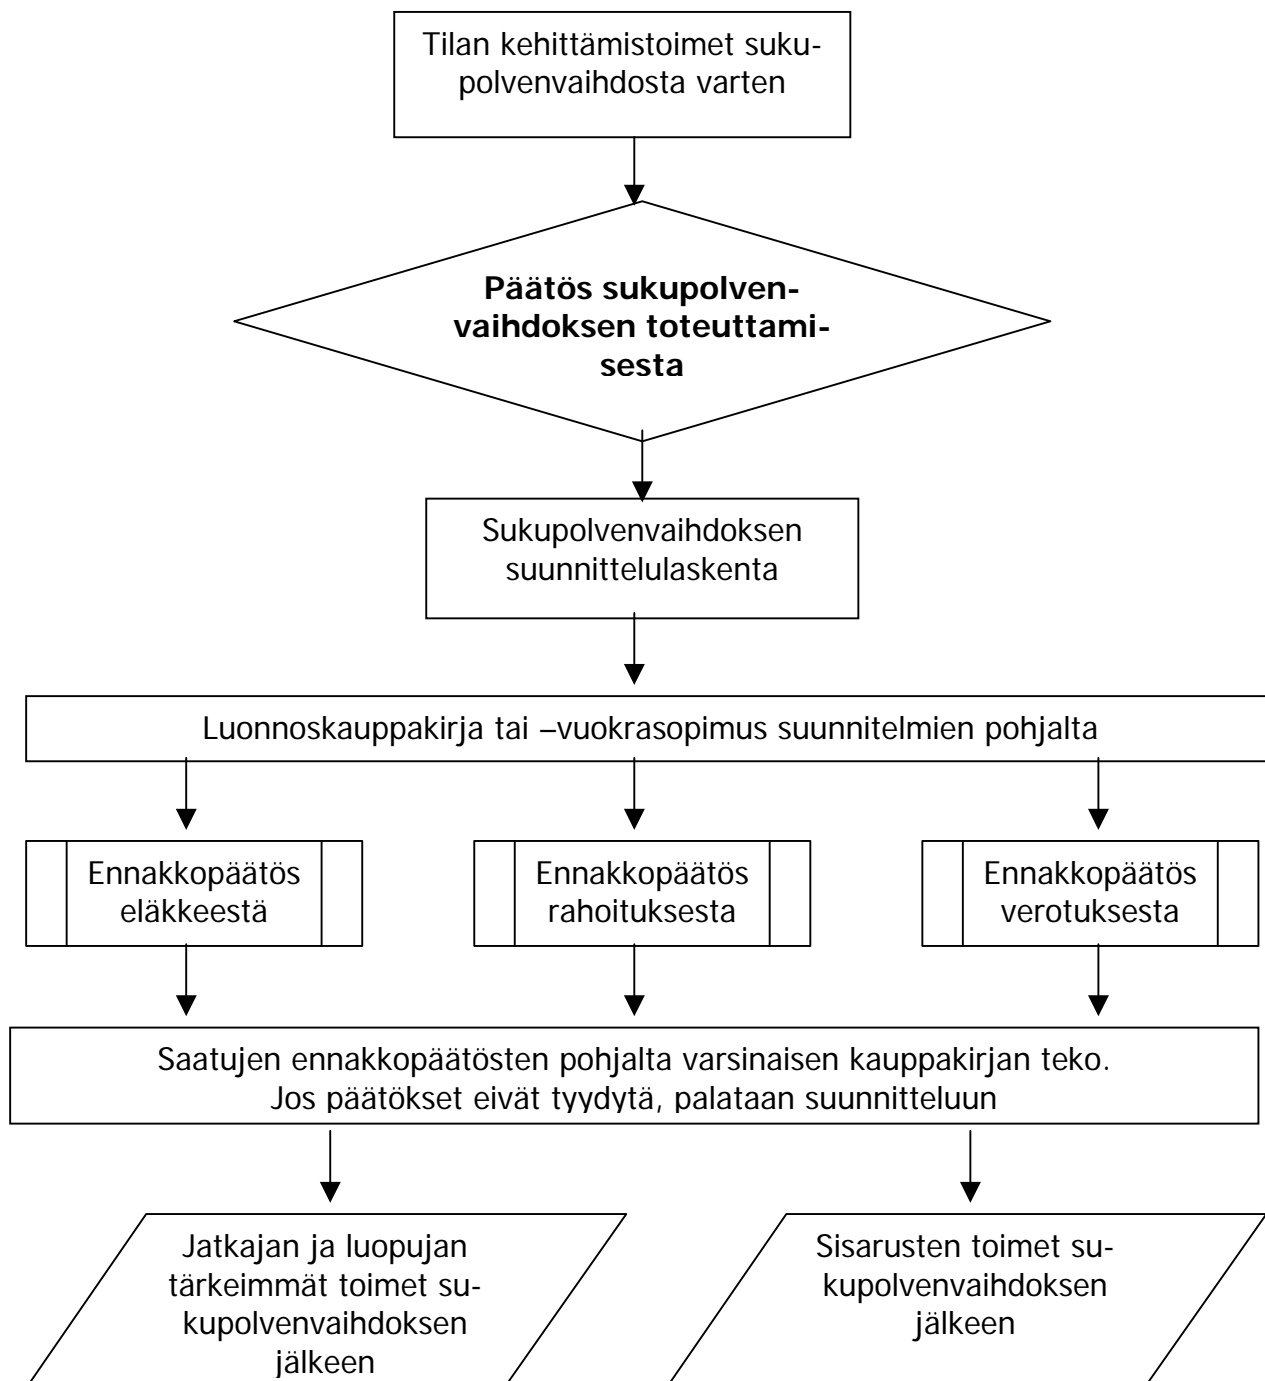 Tilan kehittämistoimet suku-
polvenvaihdosta varten
Päätös sukupolven-
vaihdoksen toteuttami-
sesta
Sukupolvenvaihdoksen
suunnittelulaskenta
Luonnoskauppakirja tai –vuokrasopimus suunnitelmien pohjalta
Ennakkopäätös
eläkkeestä
Ennakkopäätös
rahoituksesta
Ennakkopäätös
verotuksesta
Saatujen ennakkopäätösten pohjalta varsinaisen kauppakirjan teko.
Jos päätökset eivät tyydytä, palataan suunnitteluun
Jatkajan ja luopujan
tärkeimmät toimet su-
kupolvenvaihdoksen
jälkeen
Sisarusten toimet su-
kupolvenvaihdoksen
jälkeen